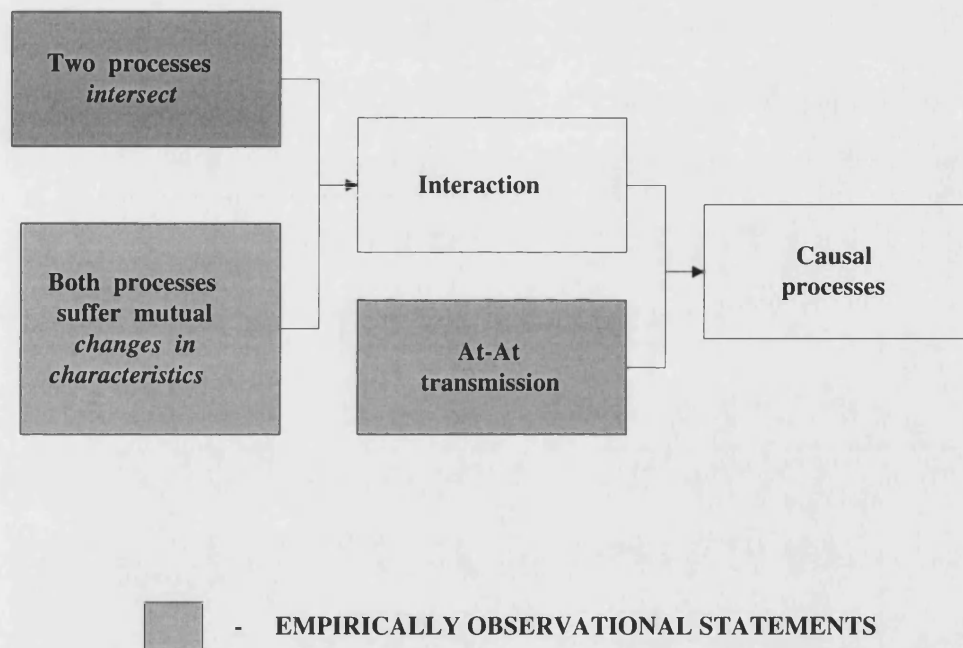 Two processes
intersect
Both processes
suffer mutual
changes in
characteristics
Interaction
At-At
transmission
Causal
processes
- EMPIRICALLY OBSERVATIONAL STATEMENTS